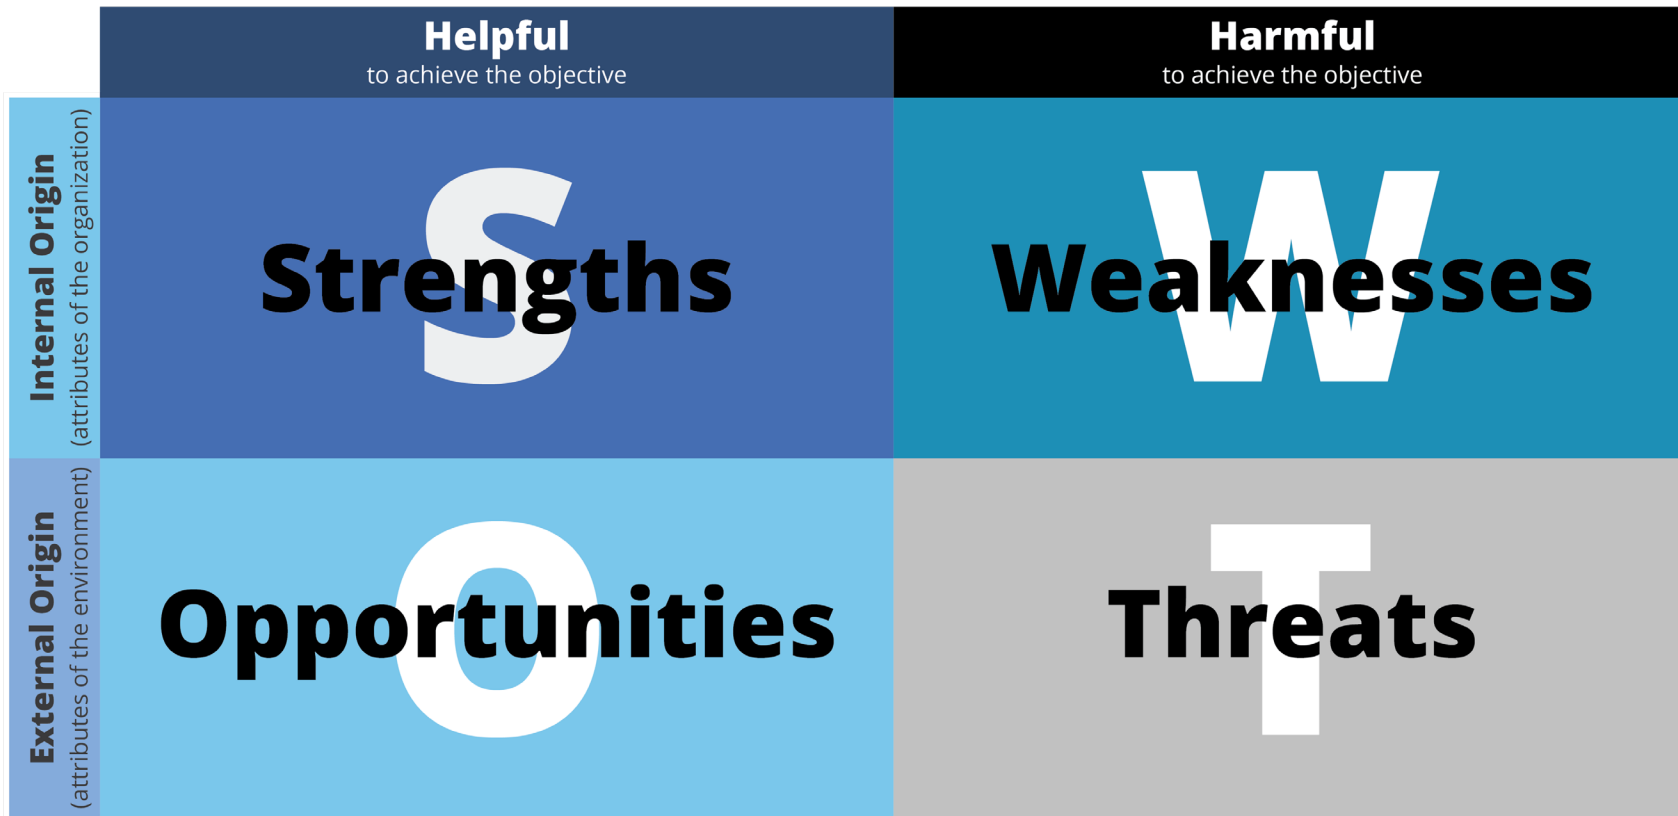 Helpful
to achieve the objective
Harmful
to achieve the objective
Internal Origin
(attributes of the organization)
S
Strengths
W
Weaknesses
External Origin
(attributes of the environment)
O
Opportunities
T
Threats